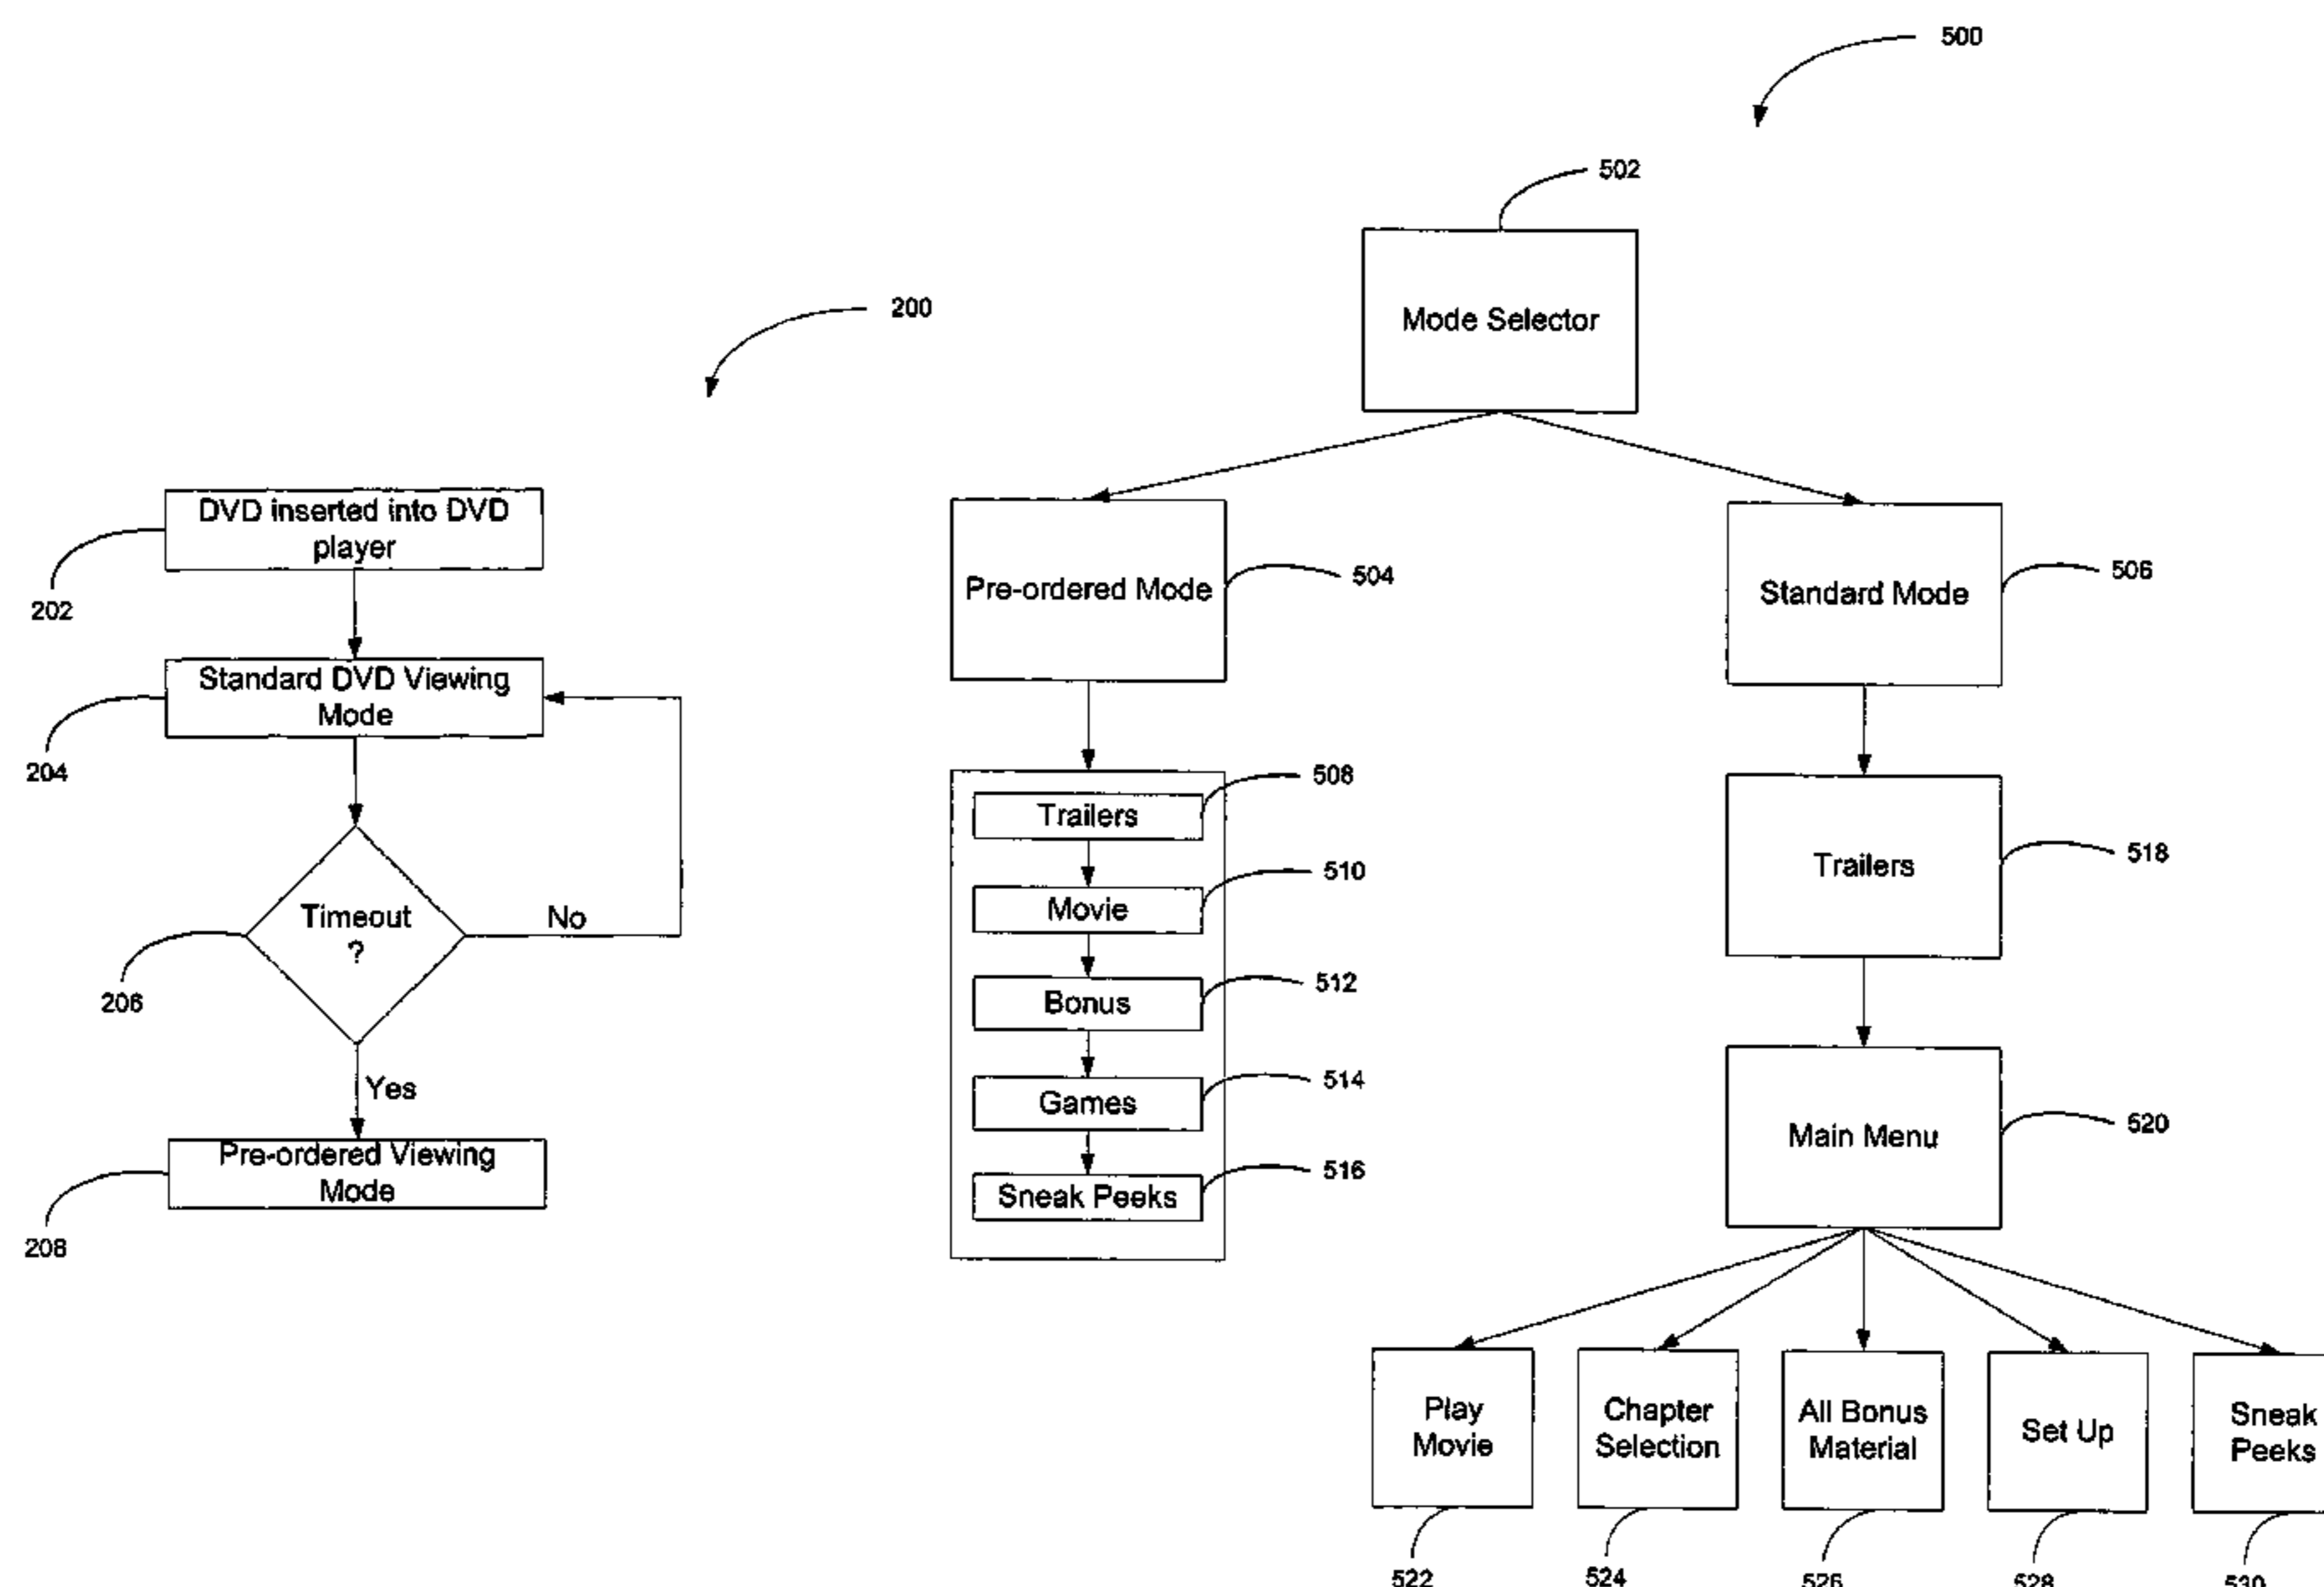 500
502
Mode Selector
200
DVD inserted into DVD
player
202
Standard DVD Viewing
Mode
204
Timeout
?
No
206
Yes
Pre-ordered Viewing
Mode
208
Pre-ordered Mode
504
Standard Mode
506
Trailers
508
Movie
510
Bonus
512
Games
514
Sneak Peeks
516
Trailers
518
Main Menu
520
Play
Movie
Chapter
Selection
All Bonus
Material
Set Up
Sneak
Peeks
522
524
526
528
530